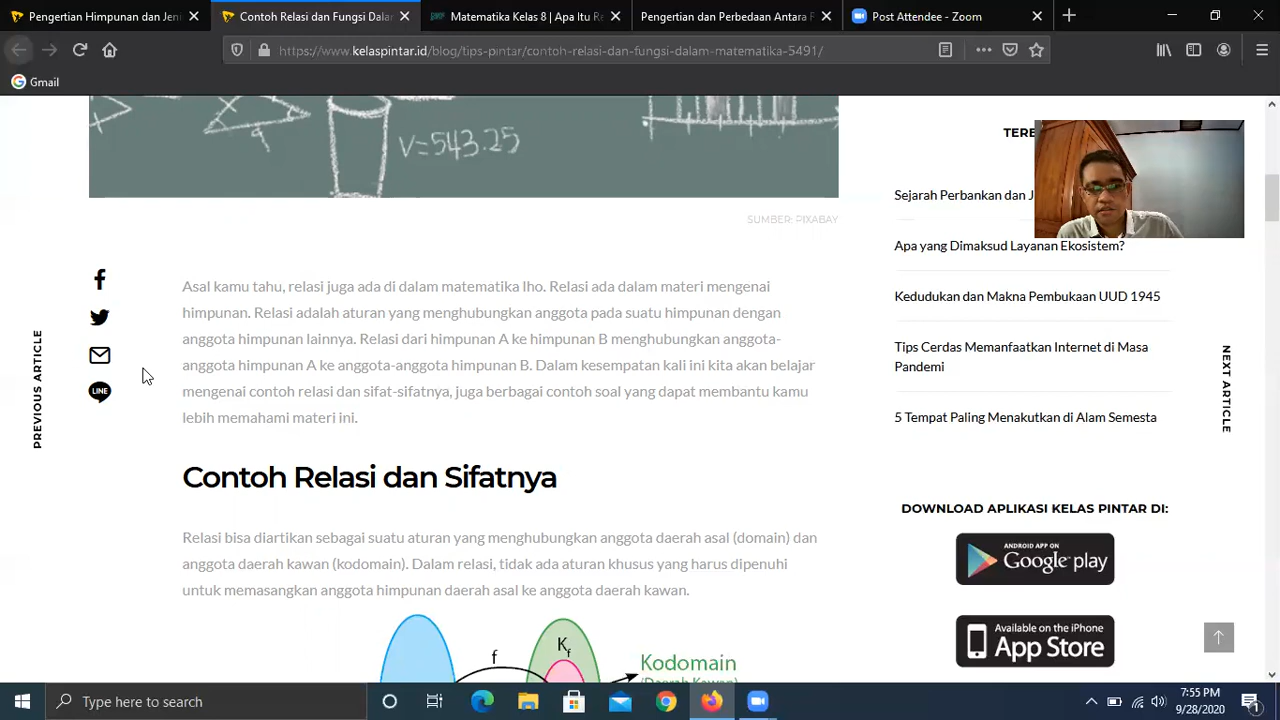 Pengertian Himpunan dan Jeni
Contoh Relasi dan Fungsi Dala
Matematika Kelas 8 | Apa Itu Re
Pengertian dan Perbedaan Antara F
Post Attendee - Zoom
https://www.kelaspintar.id/blog/tips-pintar/contoh-relasi-dan-fungsi-dalam-matematika-5491/
Gmail
V=543.25
SUMBER: PIXABAY
PREVIOUS ARTICLE
LINE
Asal kamu tahu, relasi juga ada di dalam matematika lho. Relasi ada dalam materi mengenai
himpunan. Relasi adalah aturan yang menghubungkan anggota pada suatu himpunan dengan
anggota himpunan lainnya. Relasi dari himpunan A ke himpunan B menghubungkan anggota-
anggota himpunan A ke anggota-anggota himpunan B. Dalam kesempatan kali ini kita akan belajar
mengenai contoh relasi dan sifat-sifatnya, juga berbagai contoh soal yang dapat membantu kamu
lebih memahami materi ini.
Contoh Relasi dan Sifatnya
Relasi bisa diartikan sebagai suatu aturan yang menghubungkan anggota daerah asal (domain) dan
anggota daerah kawan (kodomain). Dalam relasi, tidak ada aturan khusus yang harus dipenuhi
untuk memasangkan anggota himpunan daerah asal ke anggota daerah kawan.
f
Kf
Kodomain
(Daerah Kawan)
TERE
Sejarah Perbankan dan J
Apa yang Dimaksud Layanan Ekosistem?
Kedudukan dan Makna Pembukaan UUD 1945
Tips Cerdas Memanfaatkan Internet di Masa
Pandemi
5 Tempat Paling Menakutkan di Alam Semesta
NEXT ARTICLE
DOWNLOAD APLIKASI KELAS PINTAR DI:
ANDROID APP ON
Google play
Available on the iPhone
App Store
Type here to search
7:55 PM
9/28/2020
1